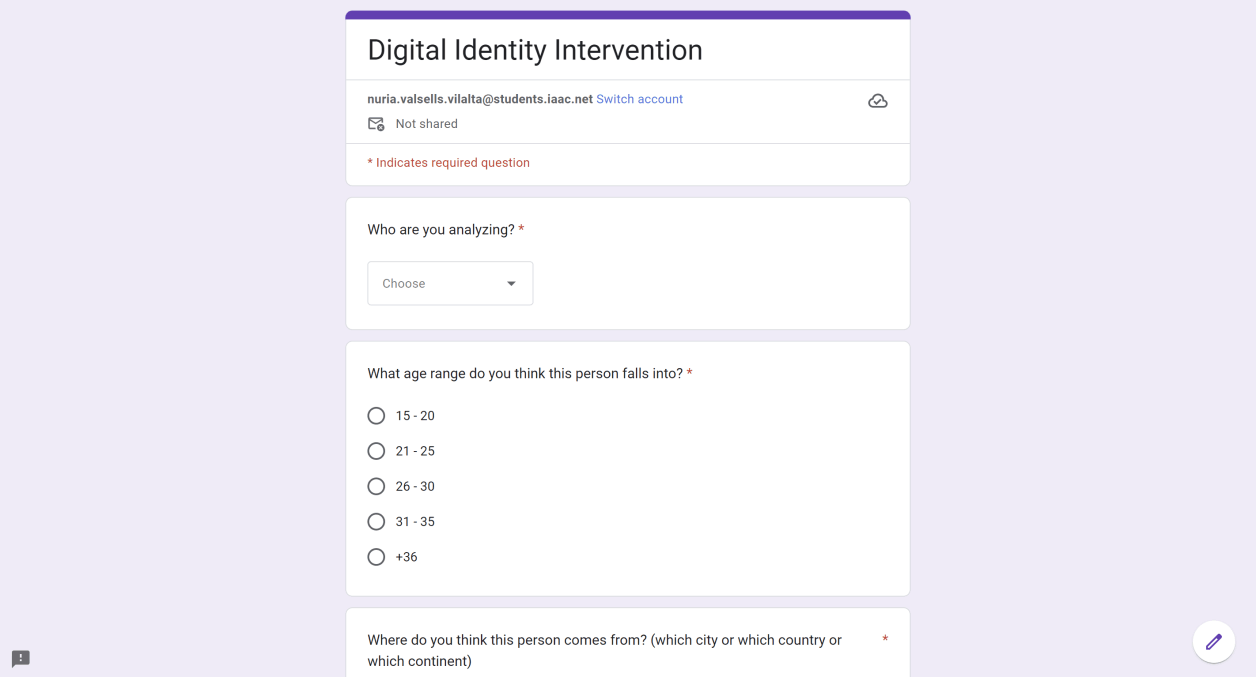 Digital Identity Intervention
nuria.valsells.vilalta@students.iaac.net Switch account
Not shared
* Indicates required question
Who are you analyzing? *
Choose
What age range do you think this person falls into? *
15 - 20
21 - 25
26 - 30
31 - 35
+36
Where do you think this person comes from? (which city or which country or *
which continent)